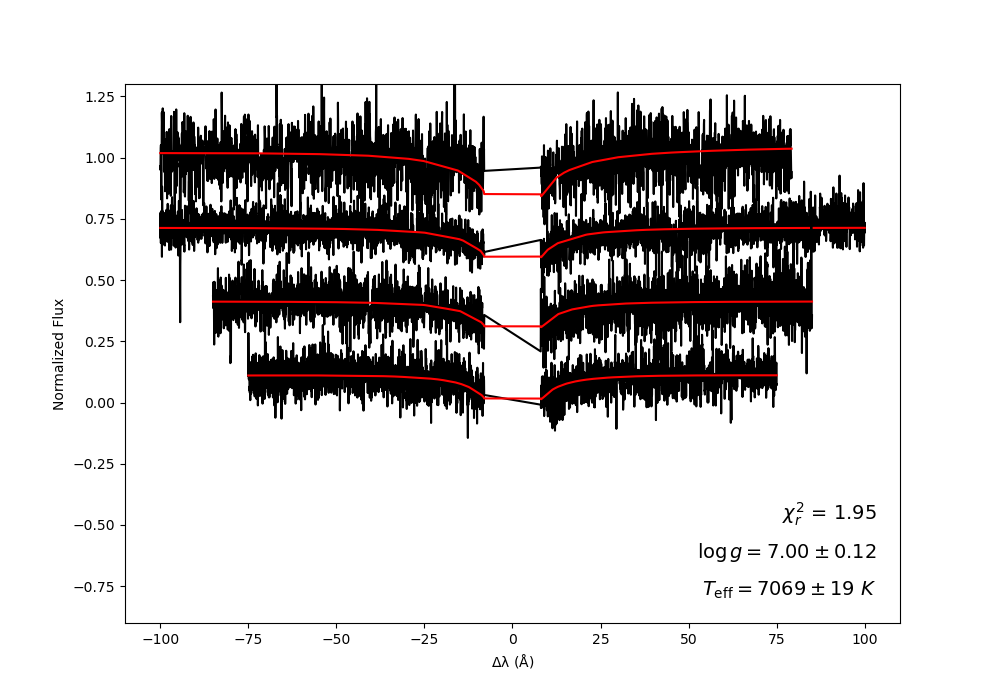 1.25
1.00
0.75
0.50
0.25
0.00
−0.25
−0.50
−0.75
Normalized Flux
χ²ᵣ = 1.95
log g = 7.00 ± 0.12
T_eff = 7069 ± 19 K
−100 −75 −50 −25 0 25 50 75 100
Δλ (Å)